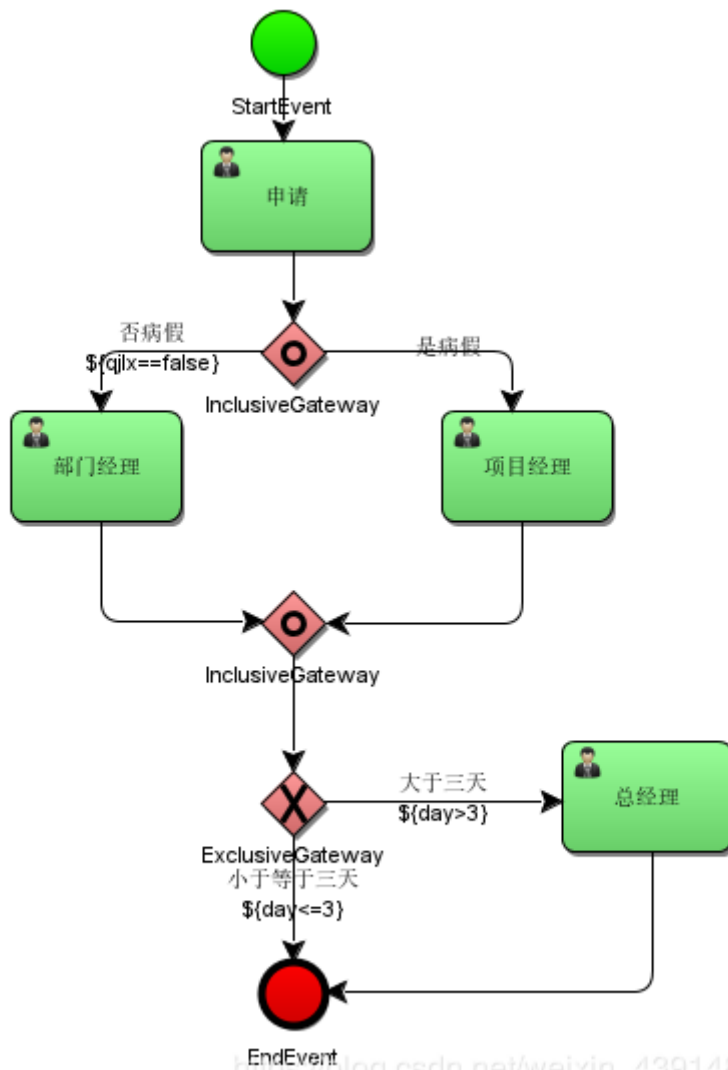 StartEvent
申请
否病假
${qjlx==false}
是病假
InclusiveGateway
部门经理
项目经理
InclusiveGateway
大于三天
${day>3}
总经理
ExclusiveGateway
小于等于三天
${day<=3}
EndEvent